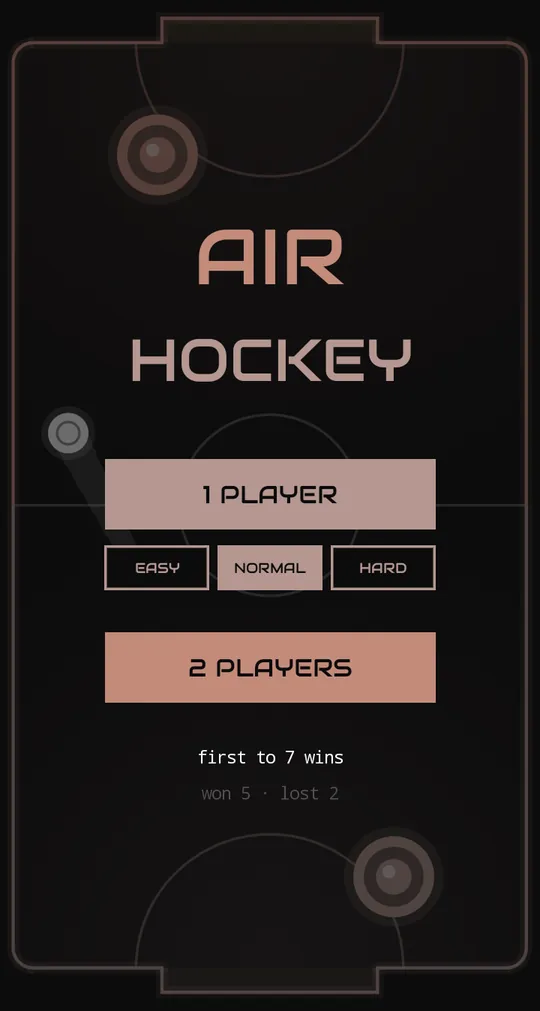 AIR
HOCKEY
1 PLAYER
EASY NORMAL HARD
2 PLAYERS
first to 7 wins
won 5 · lost 2